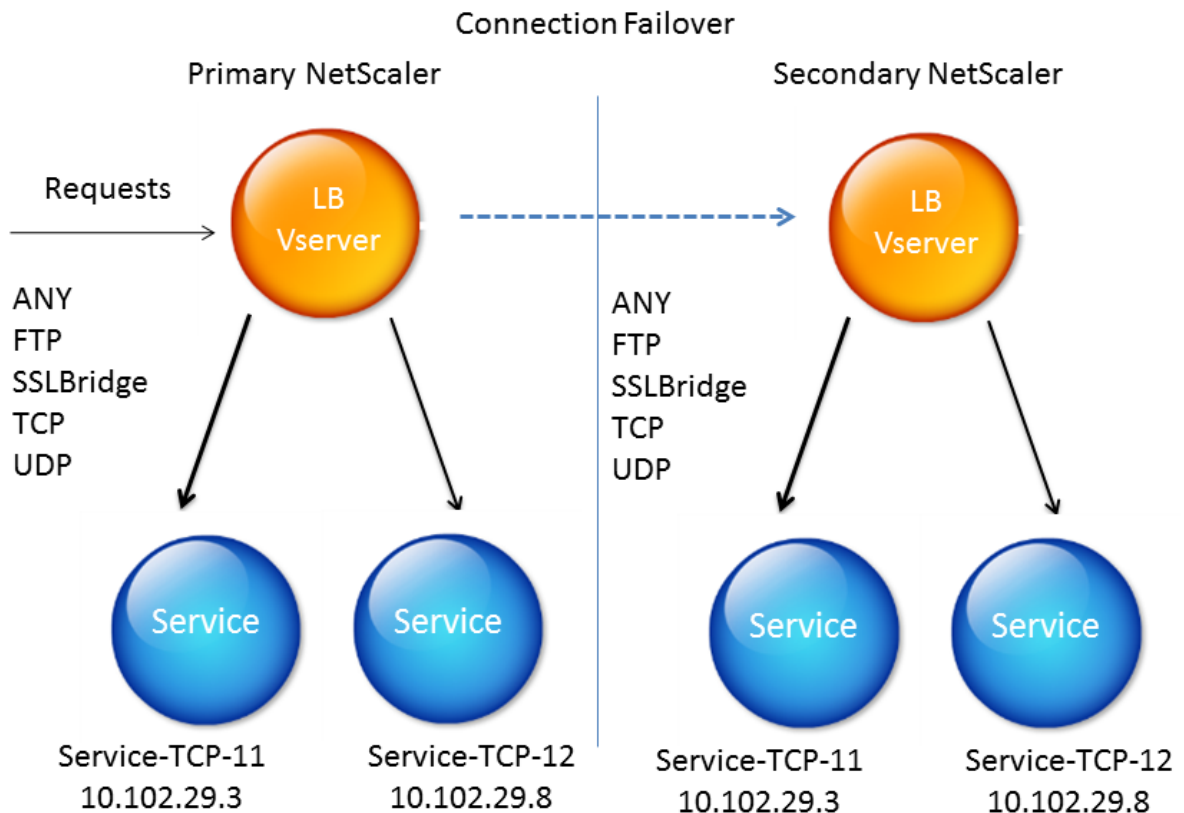 Connection Failover
Primary NetScaler
Secondary NetScaler
Requests
LB
Vserver
LB
Vserver
ANY
FTP
SSLBridge
TCP
UDP
ANY
FTP
SSLBridge
TCP
UDP
Service
Service
Service
Service
Service-TCP-11
10.102.29.3
Service-TCP-12
10.102.29.8
Service-TCP-11
10.102.29.3
Service-TCP-12
10.102.29.8